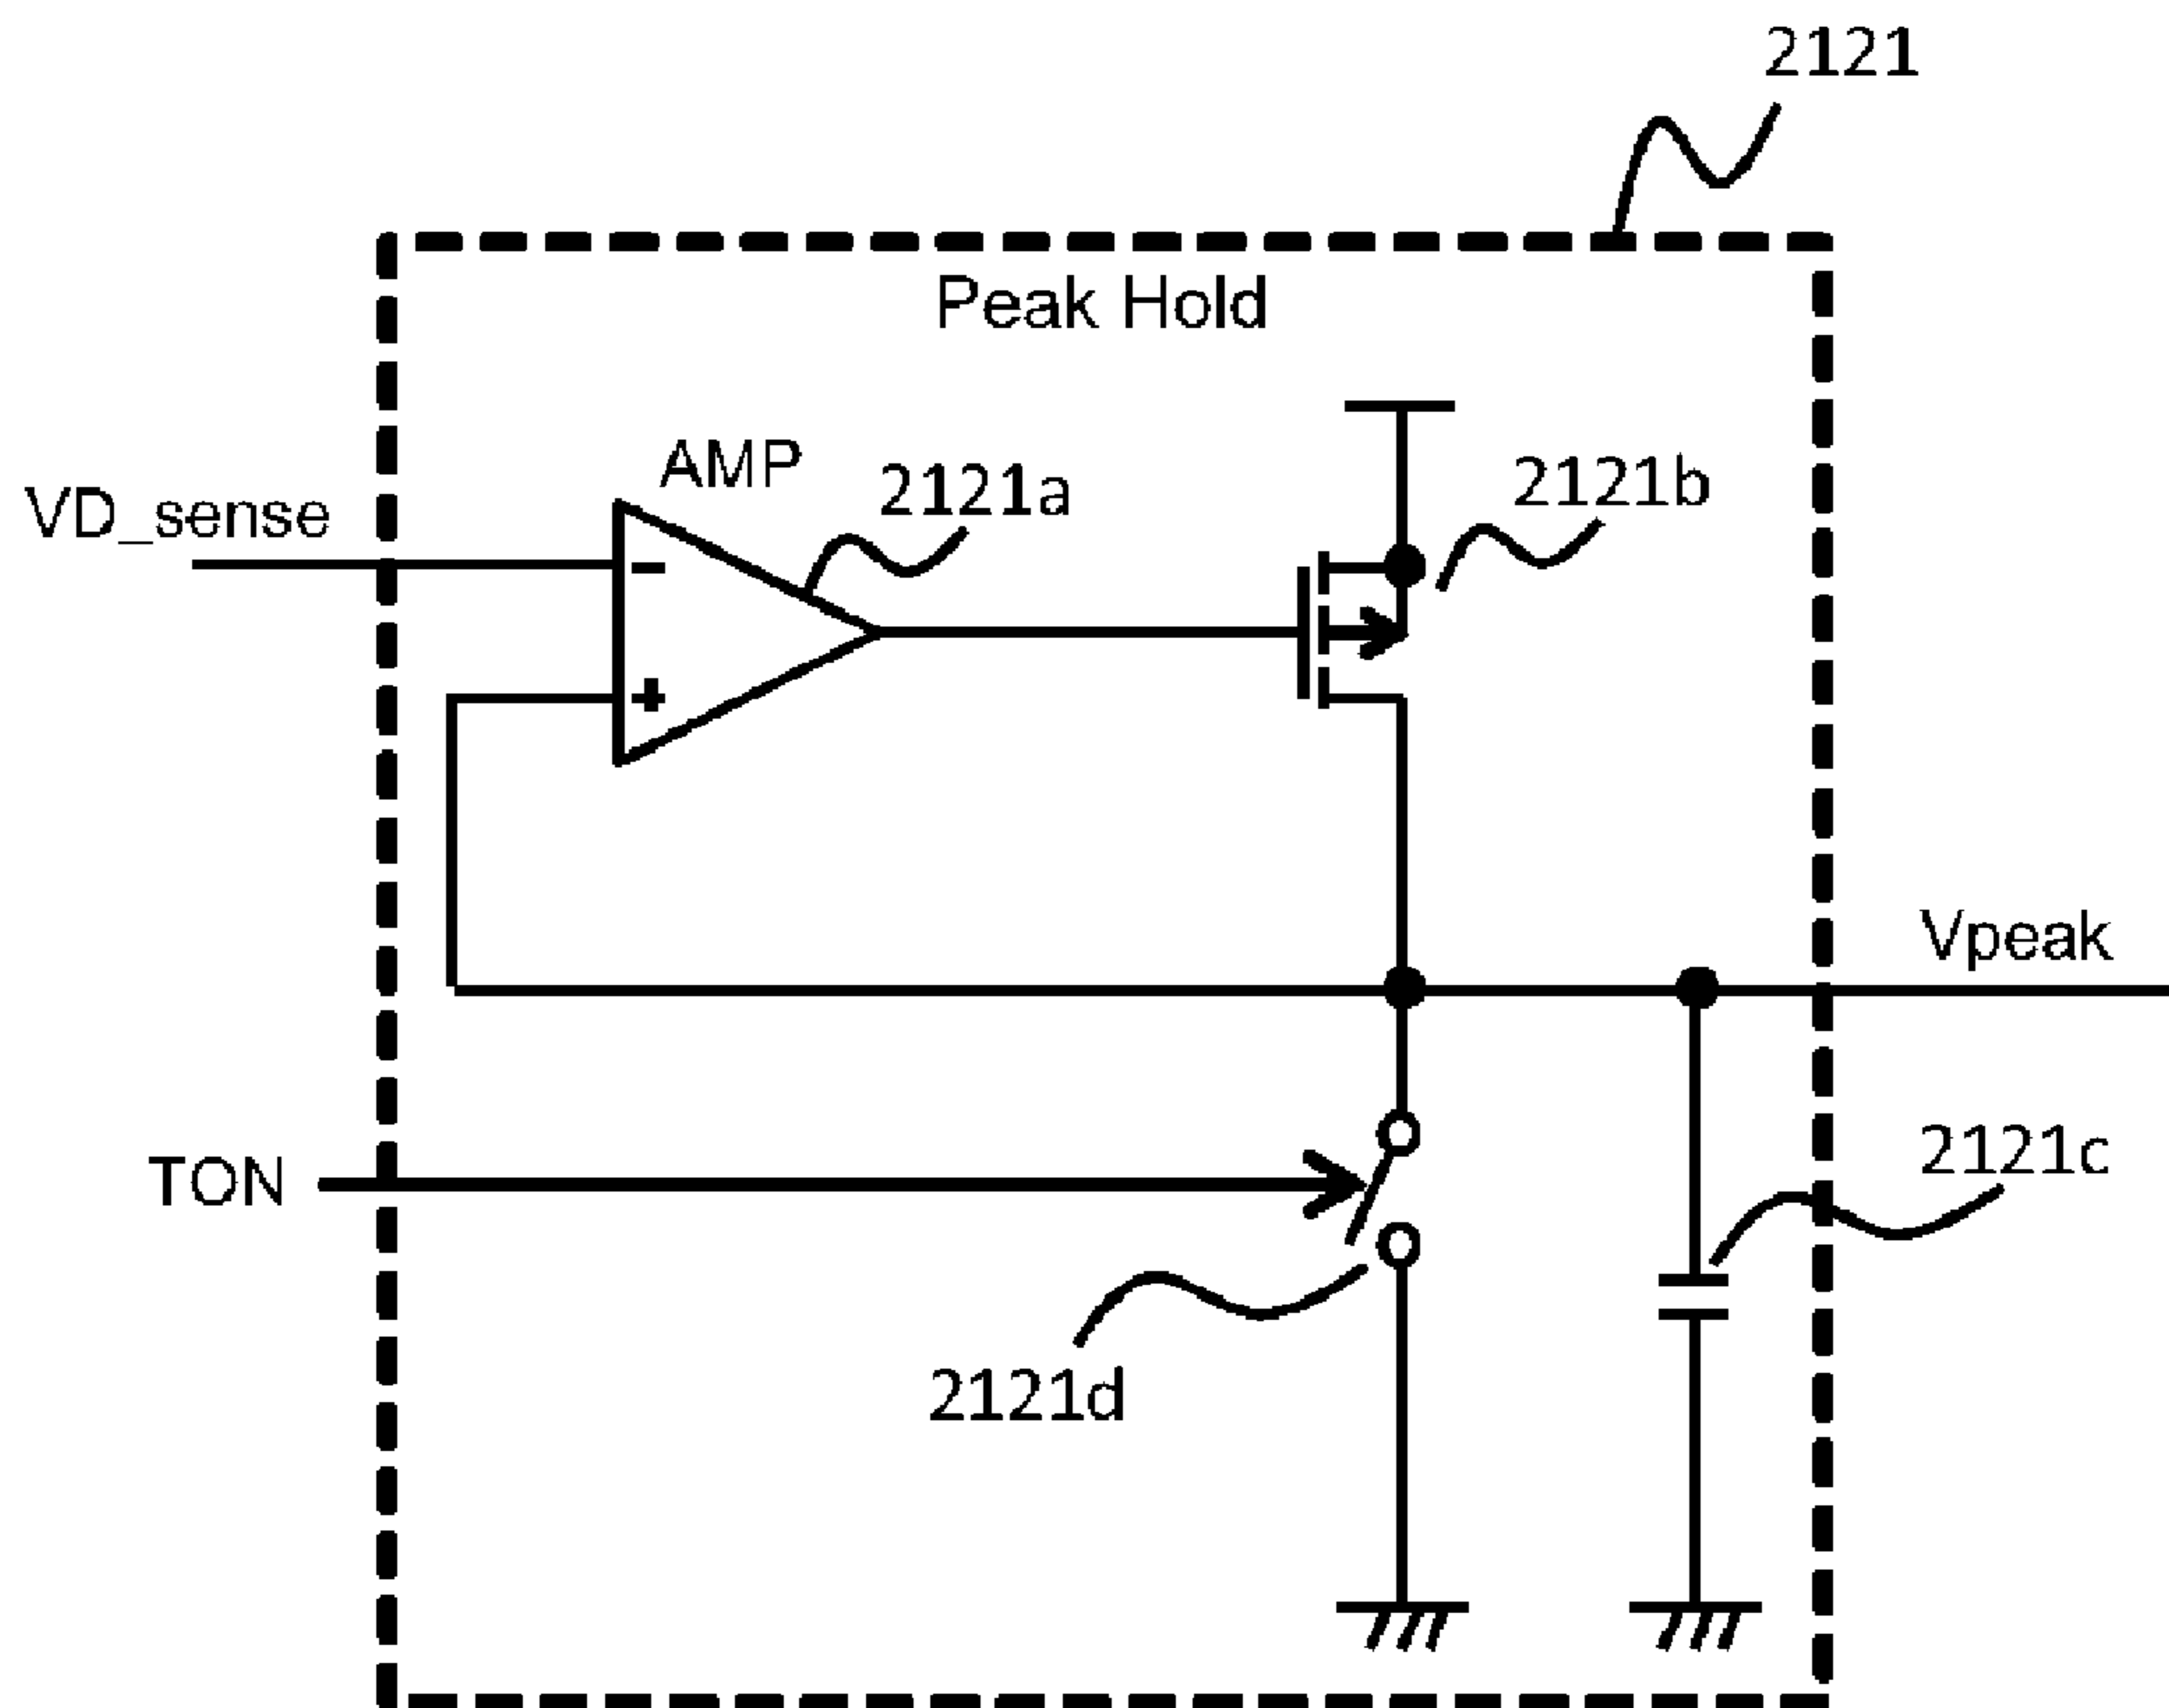 2121
Peak Hold
AMP
2121a
2121b
VD_sense
-
+
Vpeak
TON
2121c
2121d